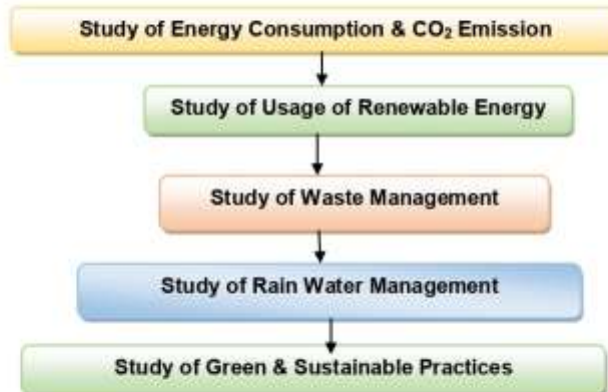 Study of Energy Consumption & CO₂ Emission
Study of Usage of Renewable Energy
Study of Waste Management
Study of Rain Water Management
Study of Green & Sustainable Practices